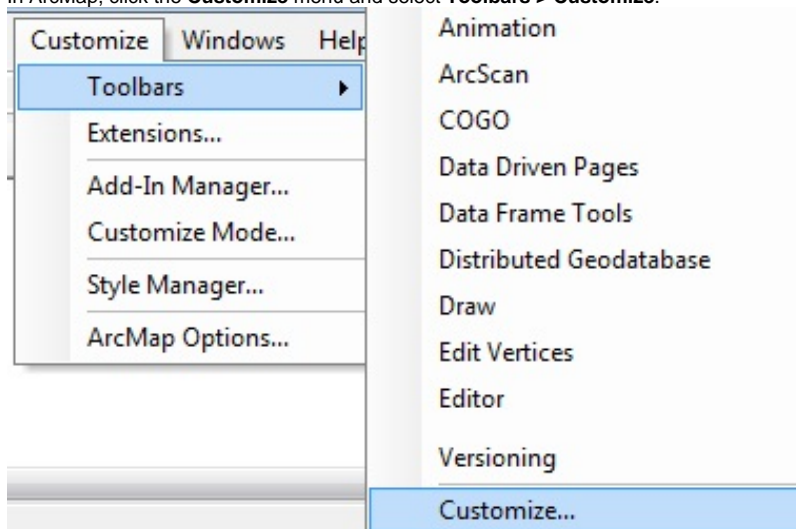 In ArcMap, click the Customize menu and select Toolbars > Customize.
Customize Windows Help
Toolbars
Extensions...
Add-In Manager...
Customize Mode...
Style Manager...
ArcMap Options...
Animation
ArcScan
COGO
Data Driven Pages
Data Frame Tools
Distributed Geodatabase
Draw
Edit Vertices
Editor
Versioning
Customize...